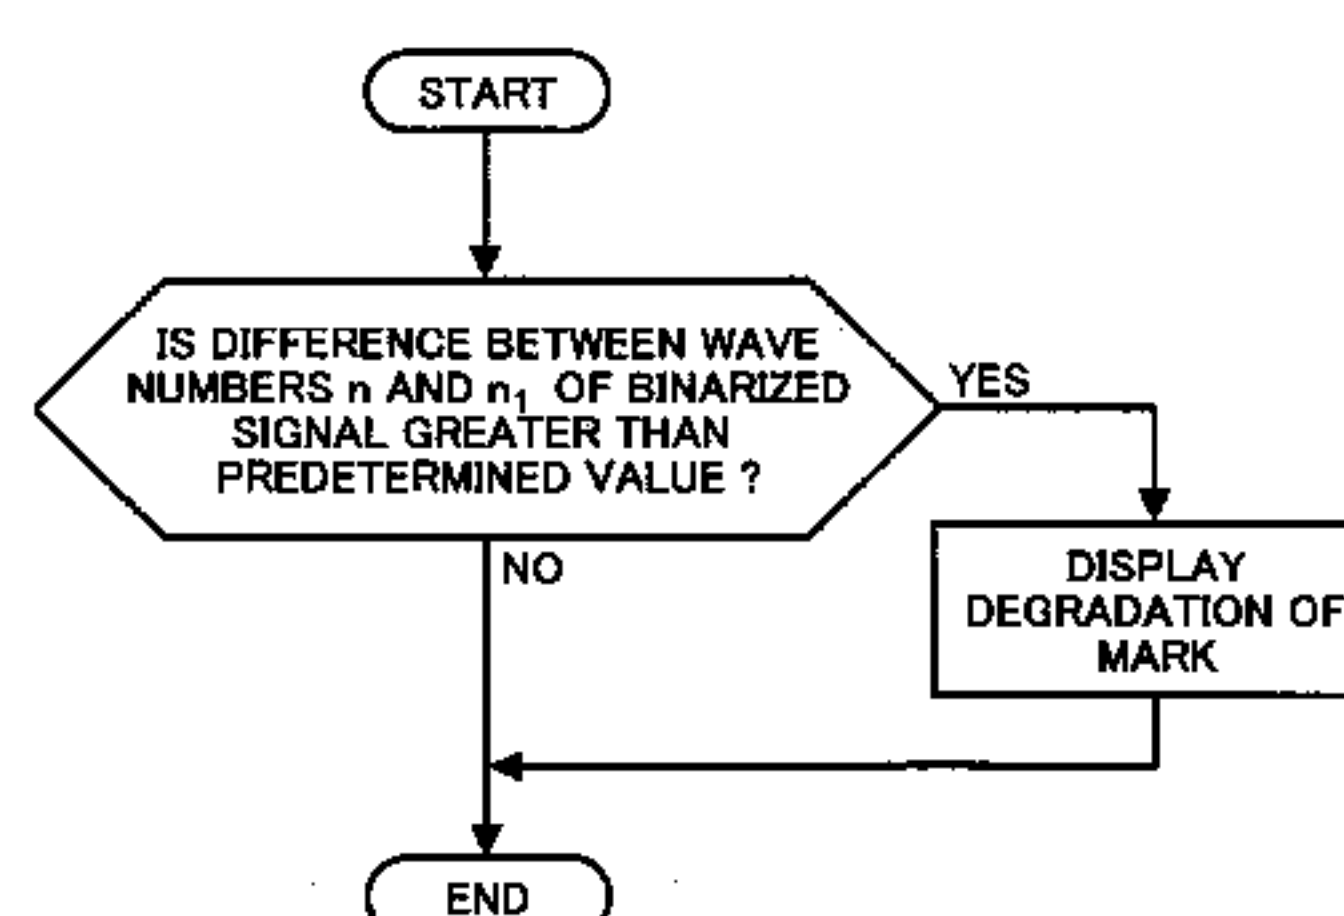 START
IS DIFFERENCE BETWEEN WAVE
NUMBERS n AND n₁ OF BINARIZED
SIGNAL GREATER THAN
PREDETERMINED VALUE ?
YES
NO
DISPLAY
DEGRADATION OF
MARK
END